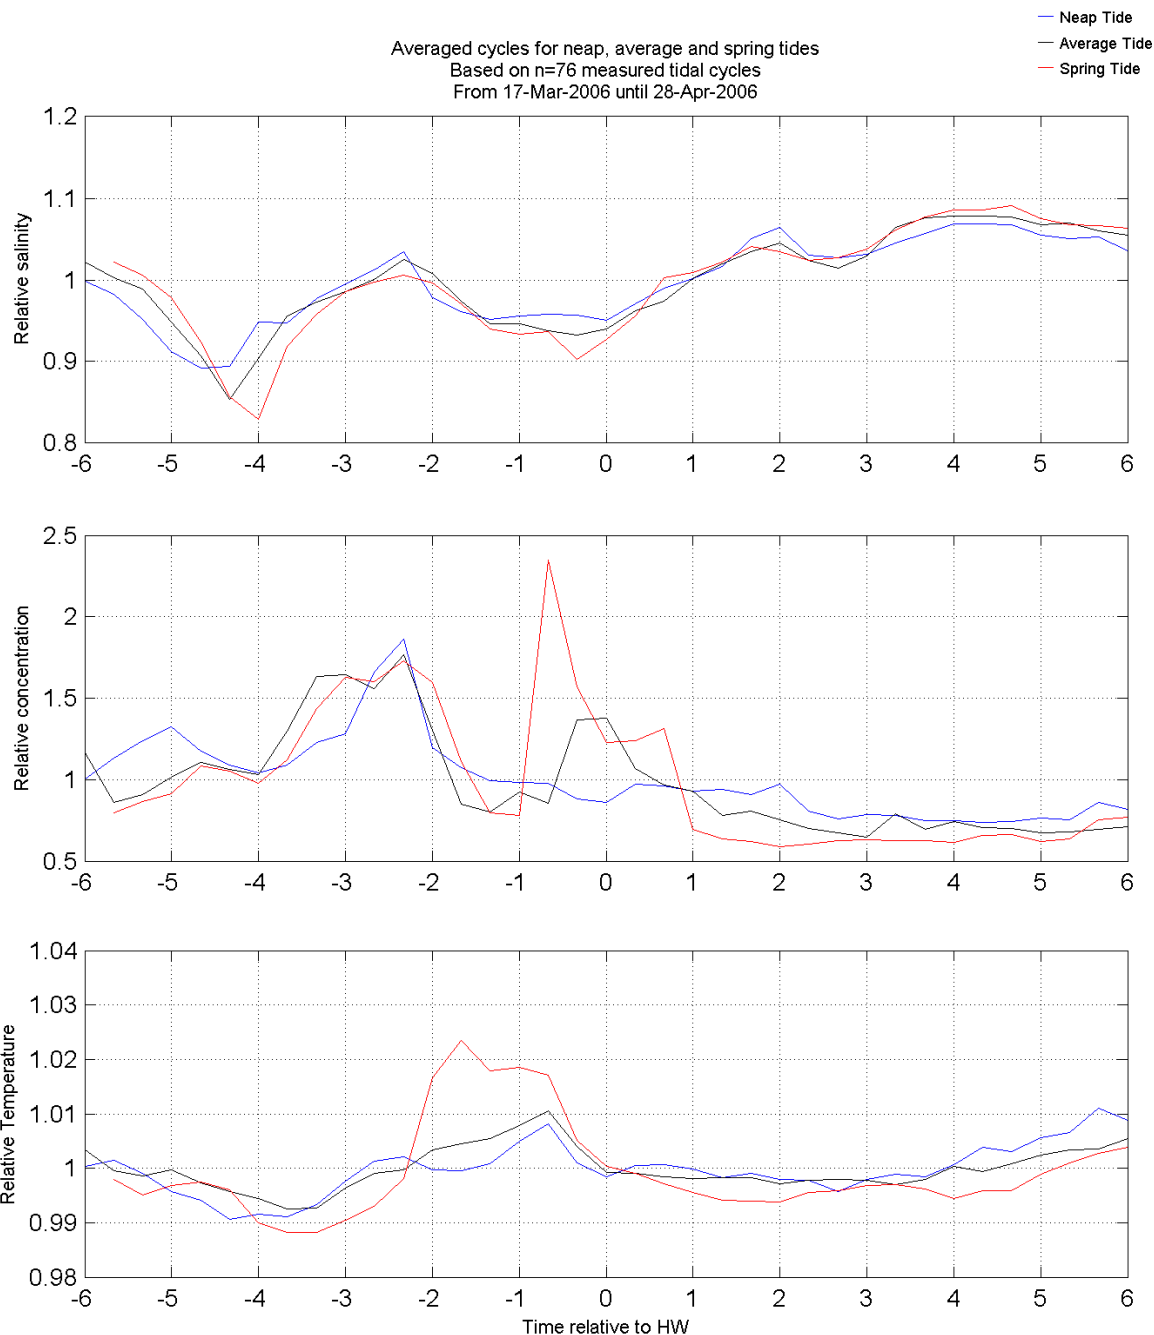 Neap Tide
Average Tide
Spring Tide
Averaged cycles for neap, average and spring tides
Based on n=76 measured tidal cycles
From 17-Mar-2006 until 28-Apr-2006
Relative salinity
1.2
1.1
1
0.9
0.8
-6 -5 -4 -3 -2 -1 0 1 2 3 4 5 6
Relative concentration
2.5
2
1.5
1
0.5
-6 -5 -4 -3 -2 -1 0 1 2 3 4 5 6
Relative Temperature
1.04
1.03
1.02
1.01
1
0.99
0.98
-6 -5 -4 -3 -2 -1 0 1 2 3 4 5 6
Time relative to HW